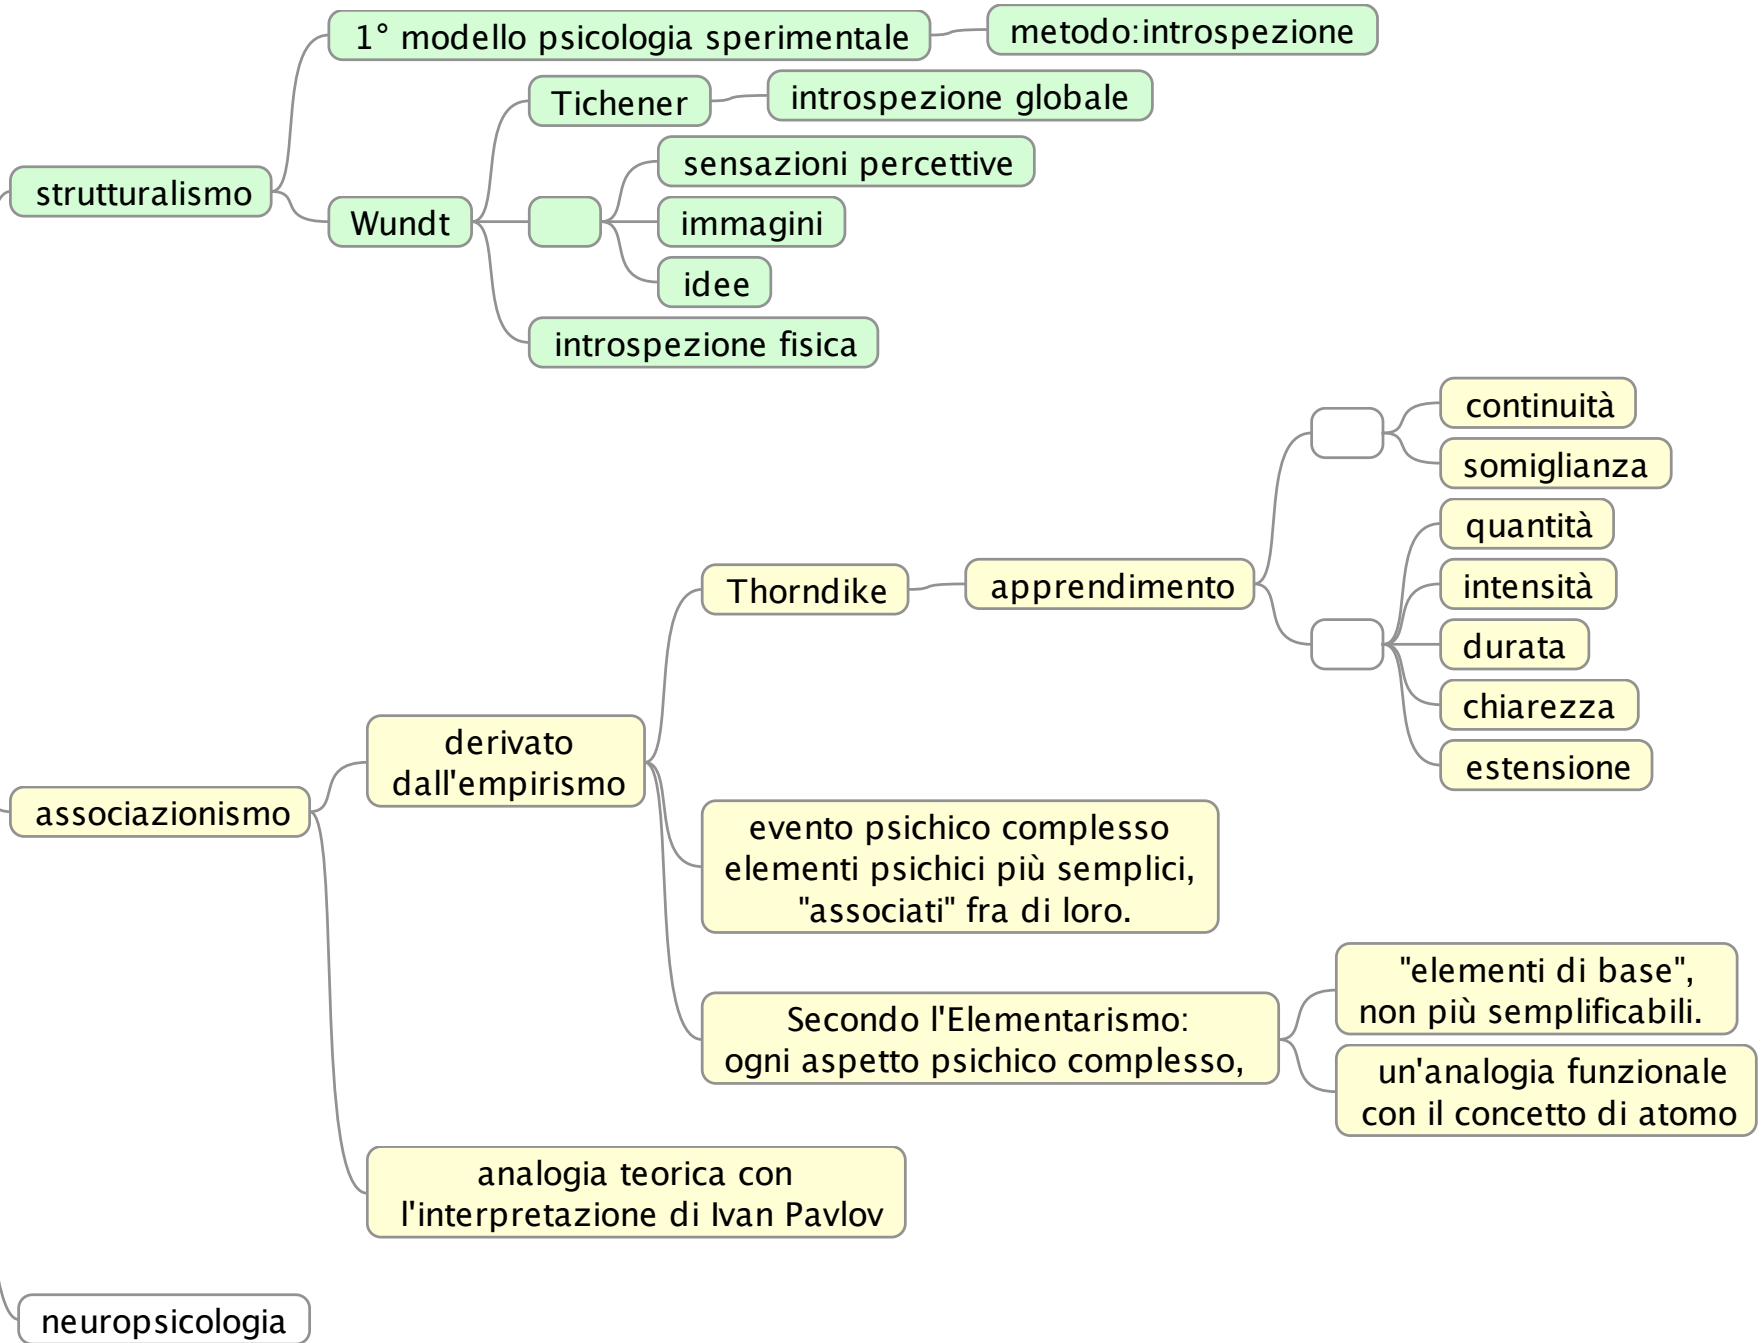 1° modello psicologia sperimentale
metodo:introspezione
Tichener
introspezione globale
sensazioni percettive
strutturalismo
Wundt
immagini
idee
introspezione fisica
continuità
somiglianza
quantità
Thorndike
apprendimento
intensità
durata
chiarezza
estensione
derivato
dall'empirismo
associazionismo
evento psichico complesso
elementi psichici più semplici,
"associati" fra di loro.
Secondo l'Elementarismo:
ogni aspetto psichico complesso,
"elementi di base",
non più semplificabili.
un'analogia funzionale
con il concetto di atomo
analogia teorica con
l'interpretazione di Ivan Pavlov
neuropsicologia